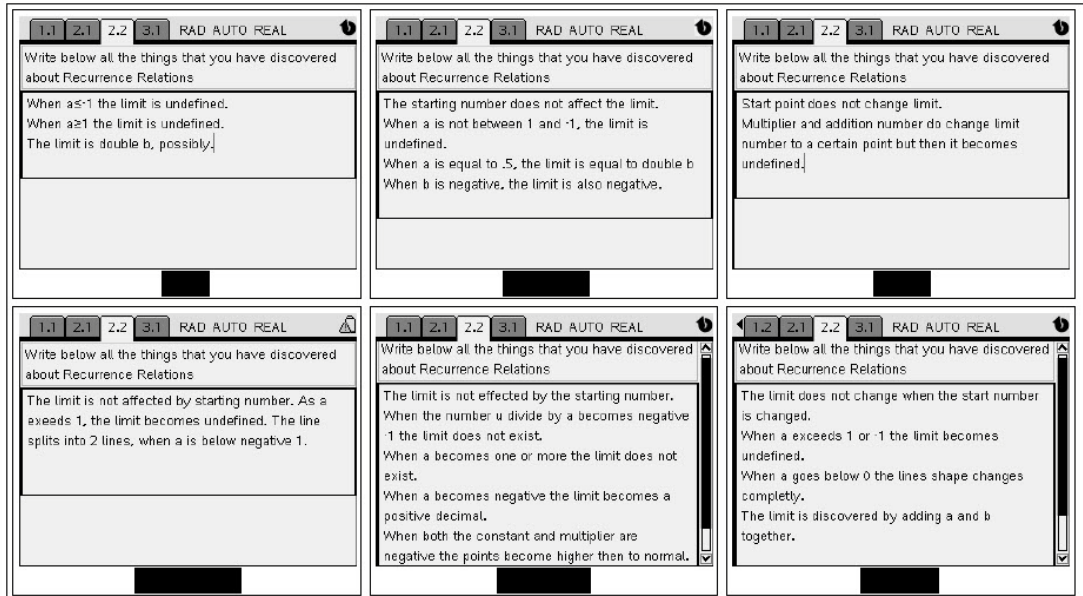 1.1 2.1 2.2 3.1 RAD AUTO REAL
Write below all the things that you have discovered
about Recurrence Relations
When a≤-1 the limit is undefined.
When a≥1 the limit is undefined.
The limit is double b, possibly.
1.1 2.1 2.2 3.1 RAD AUTO REAL
Write below all the things that you have discovered
about Recurrence Relations
The starting number does not affect the limit.
When a is not between 1 and -1, the limit is
undefined.
When a is equal to .5, the limit is equal to double b
When b is negative, the limit is also negative.
1.1 2.1 2.2 3.1 RAD AUTO REAL
Write below all the things that you have discovered
about Recurrence Relations
Start point does not change limit.
Multiplier and addition number do change limit
number to a certain point but then it becomes
undefined.
1.1 2.1 2.2 3.1 RAD AUTO REAL
Write below all the things that you have discovered
about Recurrence Relations
The limit is not affected by starting number. As a
exeeds 1, the limit becomes undefined. The line
splits into 2 lines, when a is below negative 1.
1.1 2.1 2.2 3.1 RAD AUTO REAL
Write below all the things that you have discovered
about Recurrence Relations
The limit is not effected by the starting number.
When the number u divide by a becomes negative
-1 the limit does not exist.
When a becomes one or more the limit does not
exist.
When a becomes negative the limit becomes a
positive decimal.
When both the constant and multiplier are
negative the points become higher then to normal.
1.2 2.1 2.2 3.1 RAD AUTO REAL
Write below all the things that you have discovered
about Recurrence Relations
The limit does not change when the start number
is changed.
When a exceeds 1 or -1 the limit becomes
undefined.
When a goes below 0 the lines shape changes
completly.
The limit is discovered by adding a and b
together.